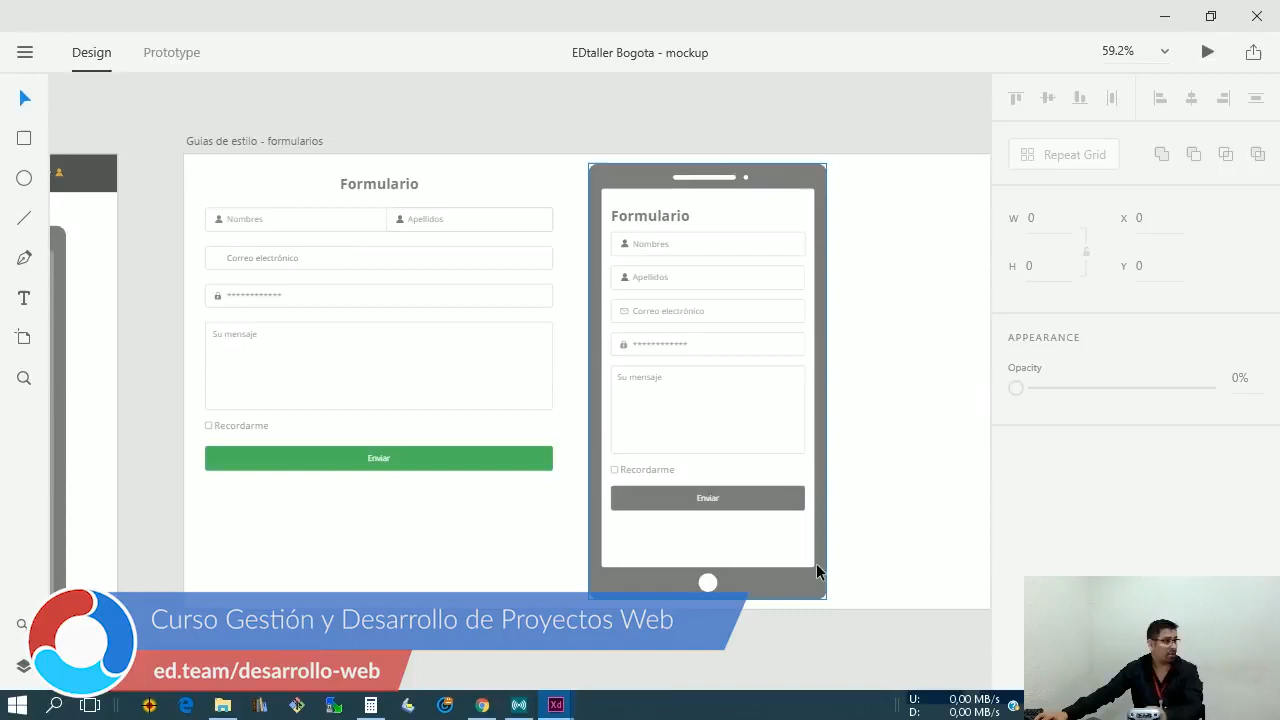 Design
Prototype
EDtaller Bogota - mockup
59.2%
Guias de estilo - formularios
Formulario
Nombres
Apellidos
Correo electrónico
************
Su mensaje
Recordarme
Enviar
Formulario
Nombres
Apellidos
Correo electrónico
************
Su mensaje
Recordarme
Enviar
Repeat Grid
W 0
X 0
H 0
Y 0
APPEARANCE
Opacity
0%
Curso Gestión y Desarrollo de Proyectos Web
ed.team/desarrollo-web
Xd
U: 0,00 MB/s
D: 0,00 MB/s